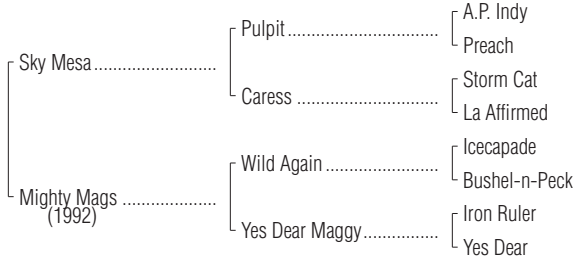 A.P. Indy
Pulpit..............................
Preach
Sky Mesa..........................
Storm Cat
Caress ..............................
La Affirmed
Icecapade
Wild Again ........................
Bushel-n-Peck
Mighty Mags ....................
(1992)
Iron Ruler
Yes Dear Maggy................
Yes Dear